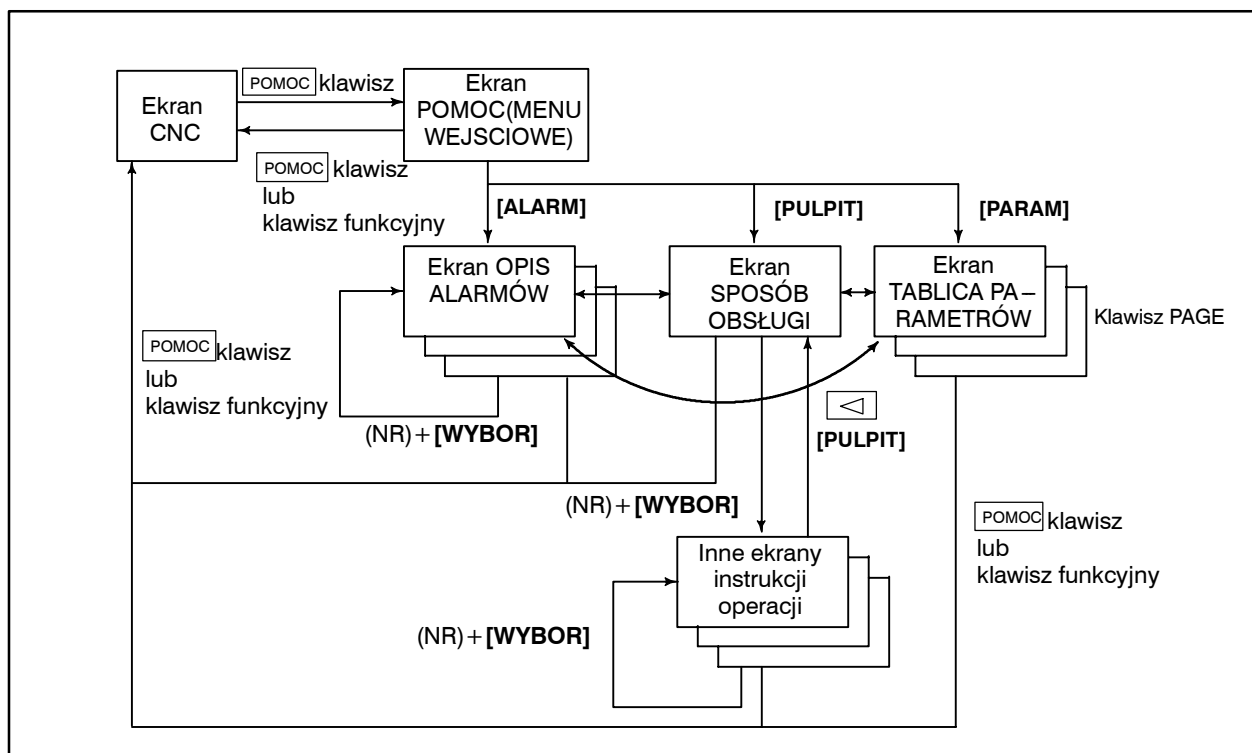 POMOC klawisz
Ekran
CNC
Ekran
POMOC(MENU
WEJSCIOWE)
POMOC klawisz
lub
klawisz funkcyjny
[ALARM]
[PULPIT]
[PARAM]
Ekran OPIS
ALARMÓW
Ekran
SPOSÓB
OBSŁUGI
Ekran
TABLICA PA–
RAMETRÓW
Klawisz PAGE
POMOC klawisz
lub
klawisz funkcyjny
(NR)+[WYBOR]
[PULPIT]
(NR)+[WYBOR]
POMOC klawisz
lub
klawisz funkcyjny
Inne ekrany
instrukcji
operacji
(NR)+[WYBOR]